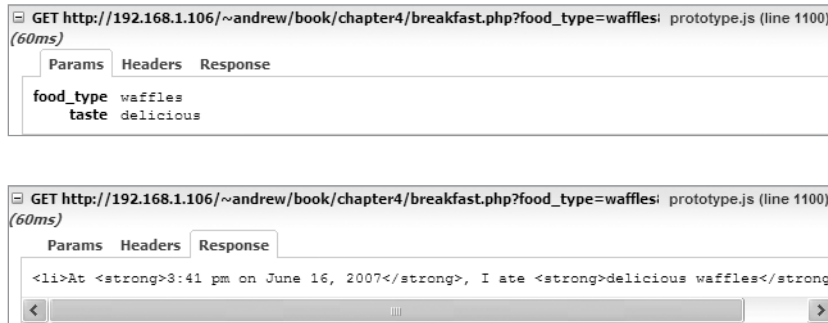 GET http://192.168.1.106/~andrew/book/chapter4/breakfast.php?food_type=waffles prototype.js (line 1100)
(60ms)
Params Headers Response
food_type waffles
taste delicious
GET http://192.168.1.106/~andrew/book/chapter4/breakfast.php?food_type=waffles prototype.js (line 1100)
(60ms)
Params Headers Response
<li>At <strong>3:41 pm on June 16, 2007</strong>, I ate <strong>delicious waffles</strong